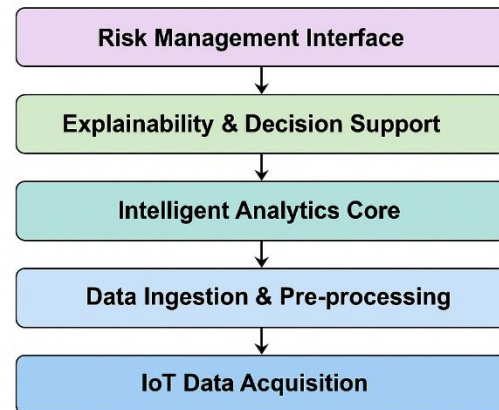 Risk Management Interface
Explainability & Decision Support
Intelligent Analytics Core
Data Ingestion & Pre-processing
IoT Data Acquisition